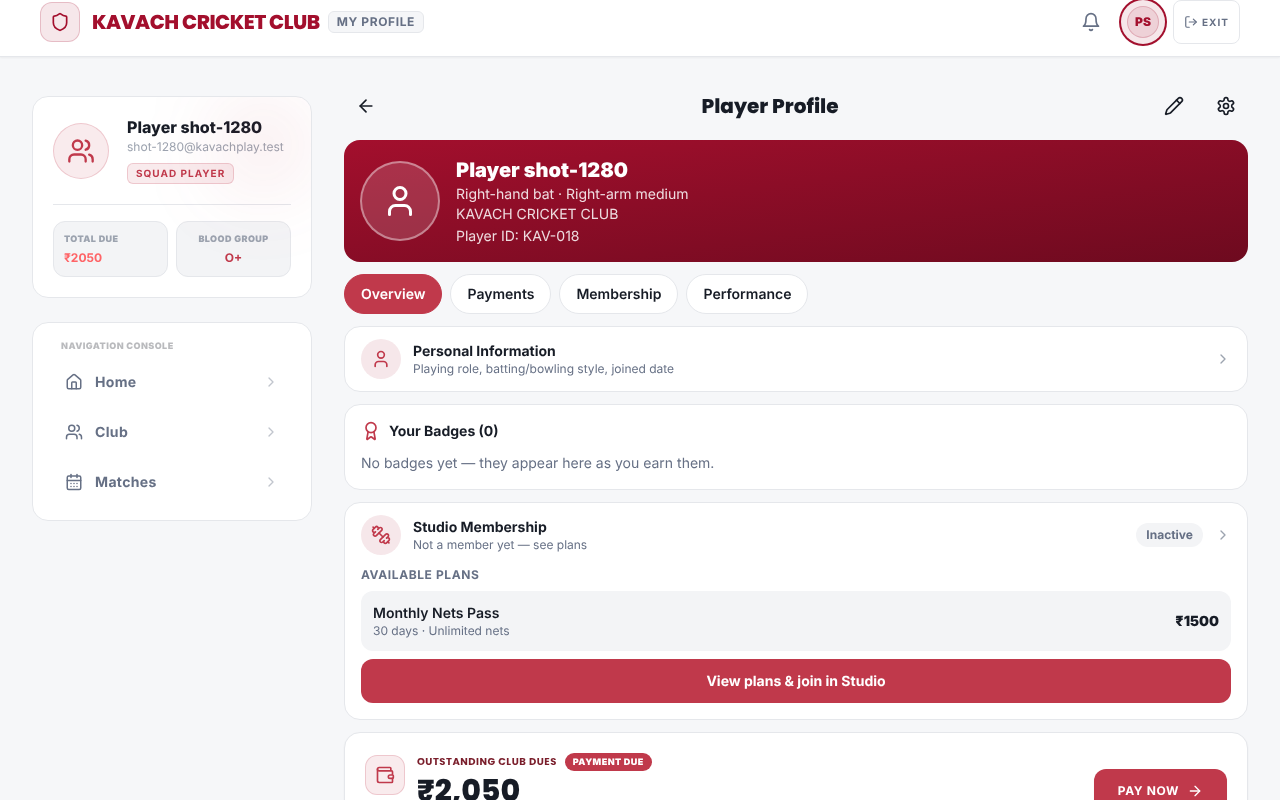 KAVACH CRICKET CLUB MY PROFILE
PS
EXIT
Player shot-1280
shot-1280@kavachplay.test
SQUAD PLAYER
TOTAL DUE
₹2050
BLOOD GROUP
O+
NAVIGATION CONSOLE
Home
Club
Matches
Player Profile
Player shot-1280
Right-hand bat · Right-arm medium
KAVACH CRICKET CLUB
Player ID: KAV-018
Overview Payments Membership Performance
Personal Information
Playing role, batting/bowling style, joined date
Your Badges (0)
No badges yet — they appear here as you earn them.
Studio Membership
Not a member yet — see plans
Inactive
AVAILABLE PLANS
Monthly Nets Pass
30 days · Unlimited nets
₹1500
View plans & join in Studio
OUTSTANDING CLUB DUES PAYMENT DUE
₹2,050
PAY NOW